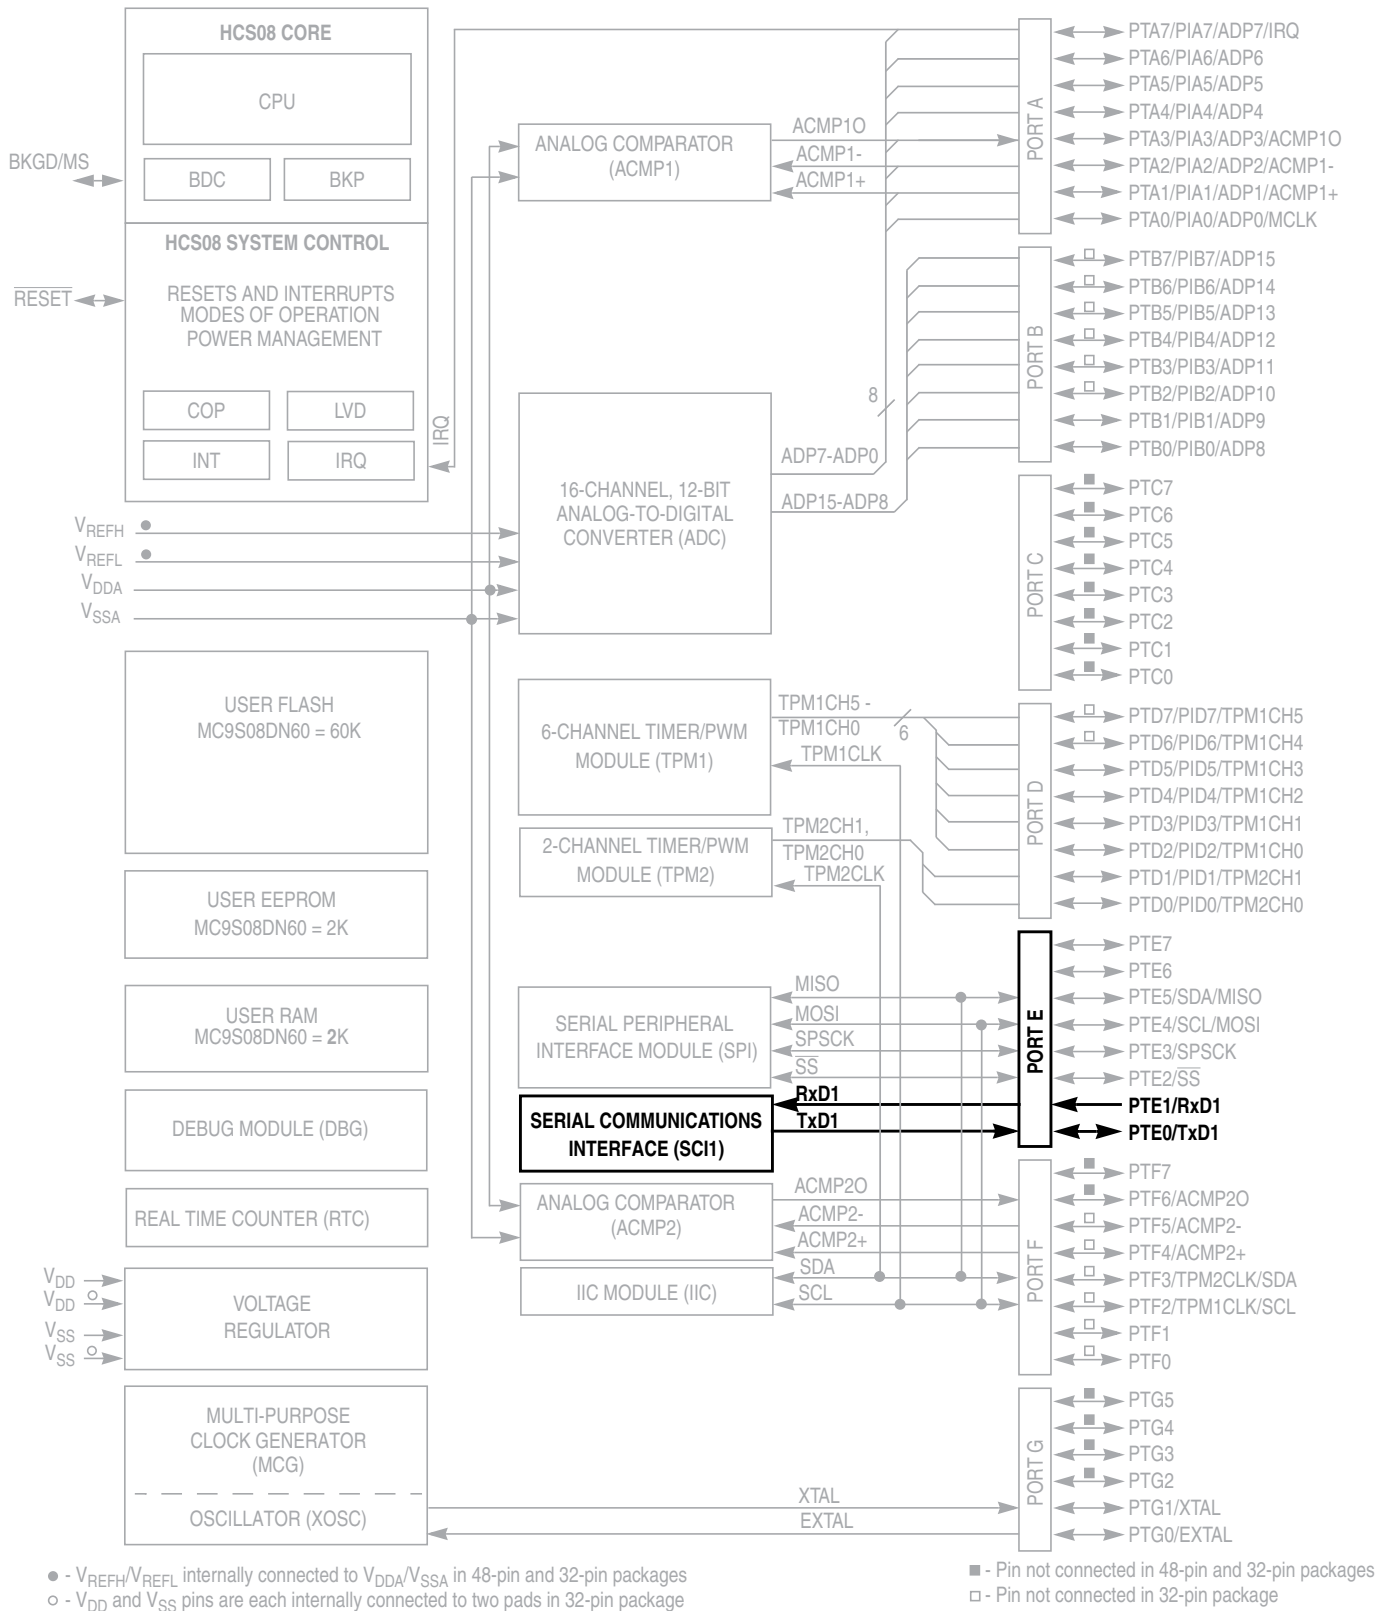 HCS08 CORE
CPU
BDC
BKP
BKGD/MS
HCS08 SYSTEM CONTROL
RESETS AND INTERRUPTS
MODES OF OPERATION
POWER MANAGEMENT
RESET
COP
LVD
INT
IRQ
IRQ
VREFH
VREFL
VDDA
VSSA
USER FLASH
MC9S08DN60 = 60K
USER EEPROM
MC9S08DN60 = 2K
USER RAM
MC9S08DN60 = 2K
DEBUG MODULE (DBG)
REAL TIME COUNTER (RTC)
VDD
VDD
VSS
VSS
VOLTAGE
REGULATOR
MULTI-PURPOSE
CLOCK GENERATOR
(MCG)
OSCILLATOR (XOSC)
ANALOG COMPARATOR
(ACMP1)
ACMP1O
ACMP1-
ACMP1+
16-CHANNEL, 12-BIT
ANALOG-TO-DIGITAL
CONVERTER (ADC)
8
ADP7-ADP0
ADP15-ADP8
6-CHANNEL TIMER/PWM
MODULE (TPM1)
TPM1CH5 -
TPM1CH0
6
TPM1CLK
2-CHANNEL TIMER/PWM
MODULE (TPM2)
TPM2CH1,
TPM2CH0
TPM2CLK
SERIAL PERIPHERAL
INTERFACE MODULE (SPI)
MISO
MOSI
SPSCK
SS
SERIAL COMMUNICATIONS
INTERFACE (SCI1)
RxD1
TxD1
ANALOG COMPARATOR
(ACMP2)
ACMP2O
ACMP2-
ACMP2+
IIC MODULE (IIC)
SDA
SCL
XTAL
EXTAL
PORT A
PTA7/PIA7/ADP7/IRQ
PTA6/PIA6/ADP6
PTA5/PIA5/ADP5
PTA4/PIA4/ADP4
PTA3/PIA3/ADP3/ACMP1O
PTA2/PIA2/ADP2/ACMP1-
PTA1/PIA1/ADP1/ACMP1+
PTA0/PIA0/ADP0/MCLK
PORT B
PTB7/PIB7/ADP15
PTB6/PIB6/ADP14
PTB5/PIB5/ADP13
PTB4/PIB4/ADP12
PTB3/PIB3/ADP11
PTB2/PIB2/ADP10
PTB1/PIB1/ADP9
PTB0/PIB0/ADP8
PORT C
PTC7
PTC6
PTC5
PTC4
PTC3
PTC2
PTC1
PTC0
PORT D
PTD7/PID7/TPM1CH5
PTD6/PID6/TPM1CH4
PTD5/PID5/TPM1CH3
PTD4/PID4/TPM1CH2
PTD3/PID3/TPM1CH1
PTD2/PID2/TPM1CH0
PTD1/PID1/TPM2CH1
PTD0/PID0/TPM2CH0
PORT E
PTE7
PTE6
PTE5/SDA/MISO
PTE4/SCL/MOSI
PTE3/SPSCK
PTE2/SS
PTE1/RxD1
PTE0/TxD1
PORT F
PTF7
PTF6/ACMP2O
PTF5/ACMP2-
PTF4/ACMP2+
PTF3/TPM2CLK/SDA
PTF2/TPM1CLK/SCL
PTF1
PTF0
PORT G
PTG5
PTG4
PTG3
PTG2
PTG1/XTAL
PTG0/EXTAL
● - VREFH/VREFL internally connected to VDDA/VSSA in 48-pin and 32-pin packages
○ - VDD and VSS pins are each internally connected to two pads in 32-pin package
■ - Pin not connected in 48-pin and 32-pin packages
□ - Pin not connected in 32-pin package